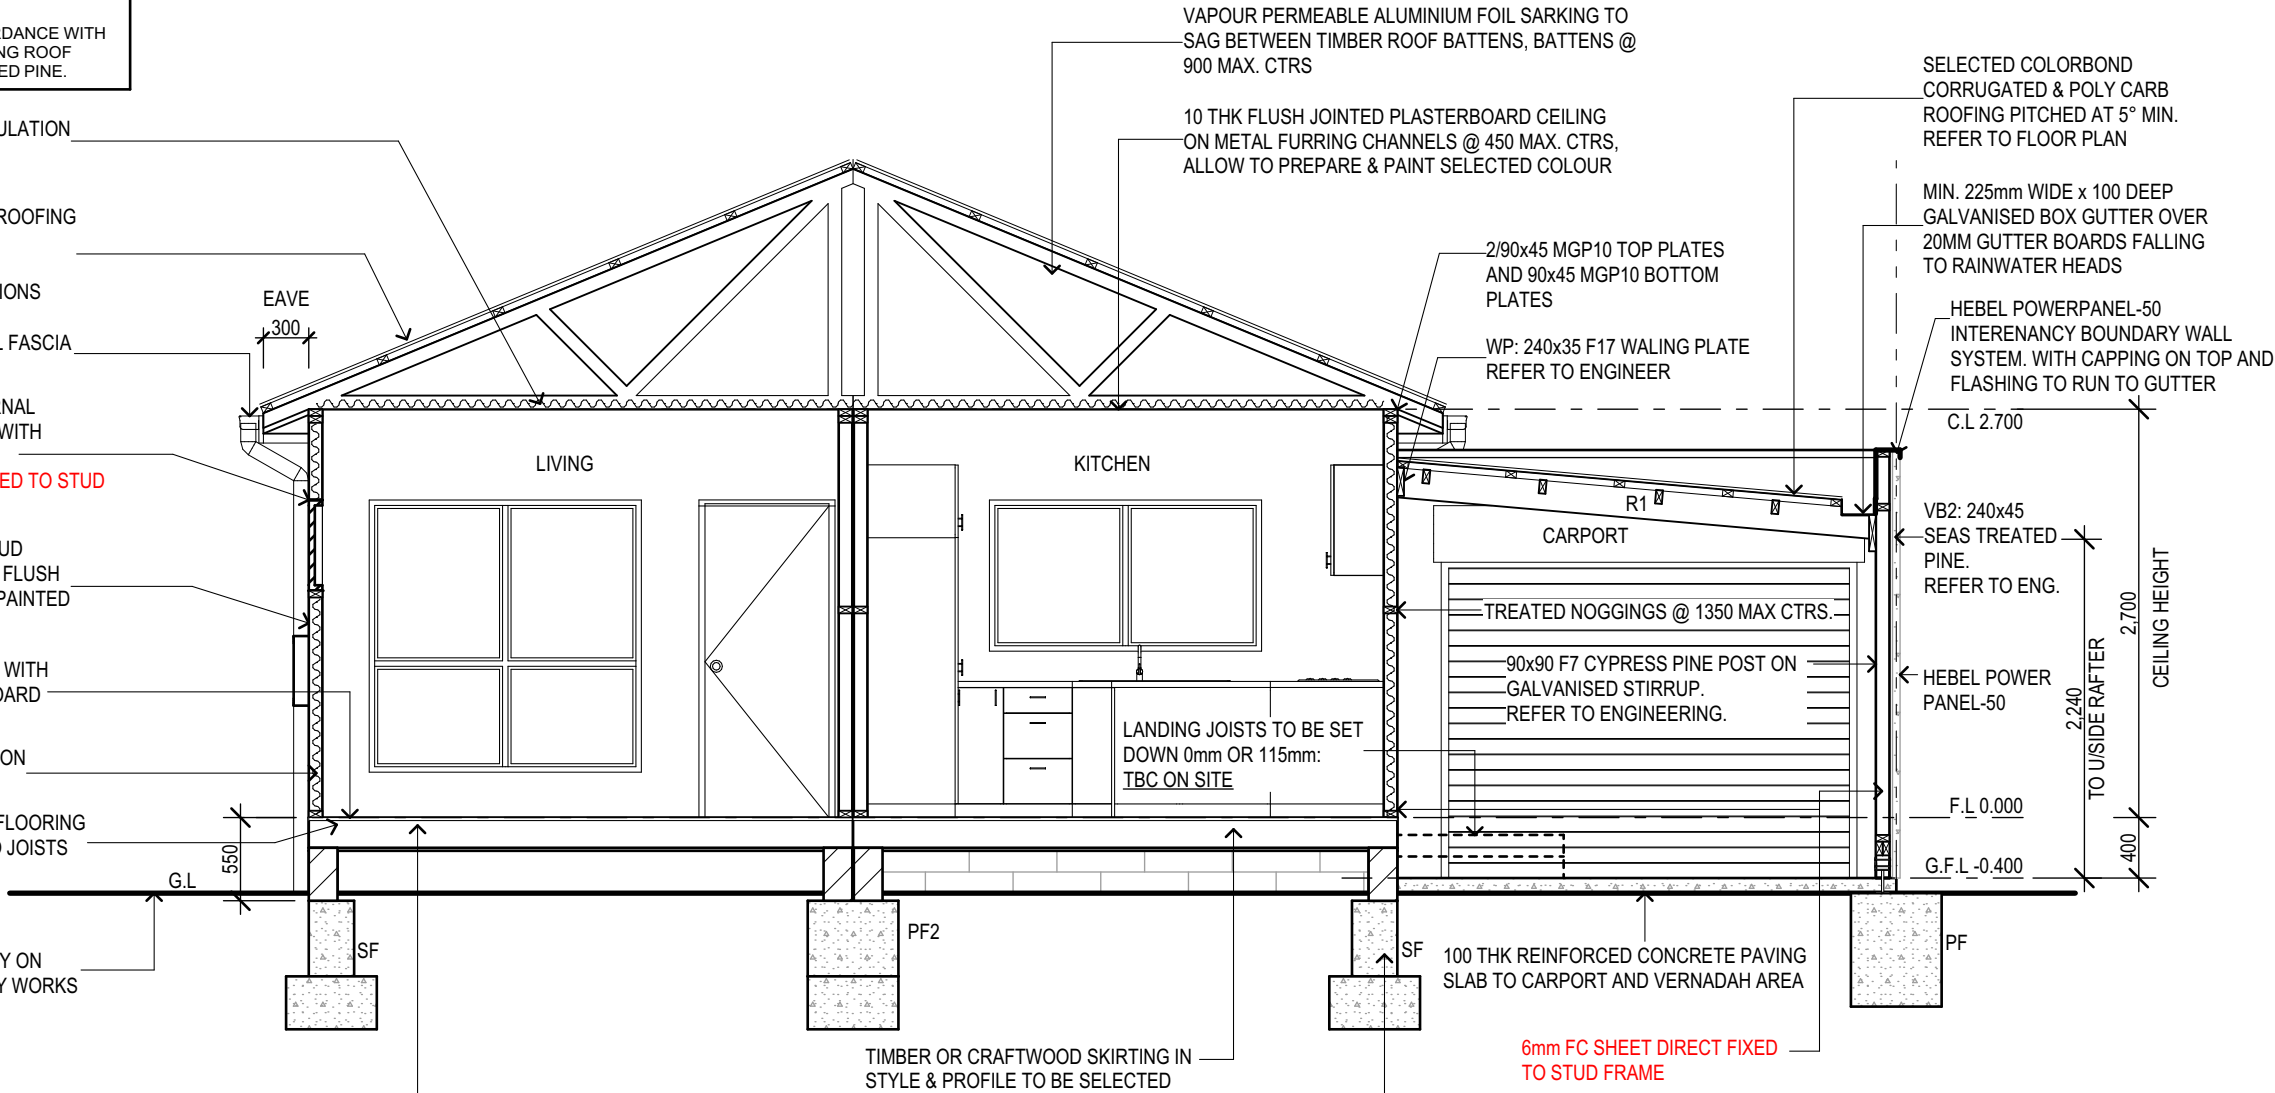 RDANCE WITH
NG ROOF
ED PINE.
ULATION
ROOFING
IONS
EAVE
300
L FASCIA
RNAL
WITH
ED TO STUD
UD
FLUSH
PAINTED
WITH
OARD
ON
FLOORING
JOISTS
550
G.L
Y ON
Y WORKS
VAPOUR PERMEABLE ALUMINIUM FOIL SARKING TO
SAG BETWEEN TIMBER ROOF BATTENS, BATTENS @
900 MAX. CTRS
10 THK FLUSH JOINTED PLASTERBOARD CEILING
ON METAL FURRING CHANNELS @ 450 MAX. CTRS,
ALLOW TO PREPARE & PAINT SELECTED COLOUR
2/90x45 MGP10 TOP PLATES
AND 90x45 MGP10 BOTTOM
PLATES
WP: 240x35 F17 WALING PLATE
REFER TO ENGINEER
SELECTED COLORBOND
CORRUGATED & POLY CARB
ROOFING PITCHED AT 5° MIN.
REFER TO FLOOR PLAN
MIN. 225mm WIDE x 100 DEEP
GALVANISED BOX GUTTER OVER
20MM GUTTER BOARDS FALLING
TO RAINWATER HEADS
HEBEL POWERPANEL-50
INTERENANCY BOUNDARY WALL
SYSTEM. WITH CAPPING ON TOP AND
FLASHING TO RUN TO GUTTER
C.L 2.700
LIVING
KITCHEN
R1
CARPORT
VB2: 240x45
SEAS TREATED
PINE.
REFER TO ENG.
TREATED NOGGINGS @ 1350 MAX CTRS.
90x90 F7 CYPRESS PINE POST ON
GALVANISED STIRRUP.
REFER TO ENGINEERING.
HEBEL POWER
PANEL-50
2,240
TO U/SIDE RAFTER
2,700
CEILING HEIGHT
LANDING JOISTS TO BE SET
DOWN 0mm OR 115mm:
TBC ON SITE
F.L 0.000
400
G.F.L -0.400
SF
PF2
SF
PF
100 THK REINFORCED CONCRETE PAVING
SLAB TO CARPORT AND VERNADAH AREA
TIMBER OR CRAFTWOOD SKIRTING IN
STYLE & PROFILE TO BE SELECTED
6mm FC SHEET DIRECT FIXED
TO STUD FRAME